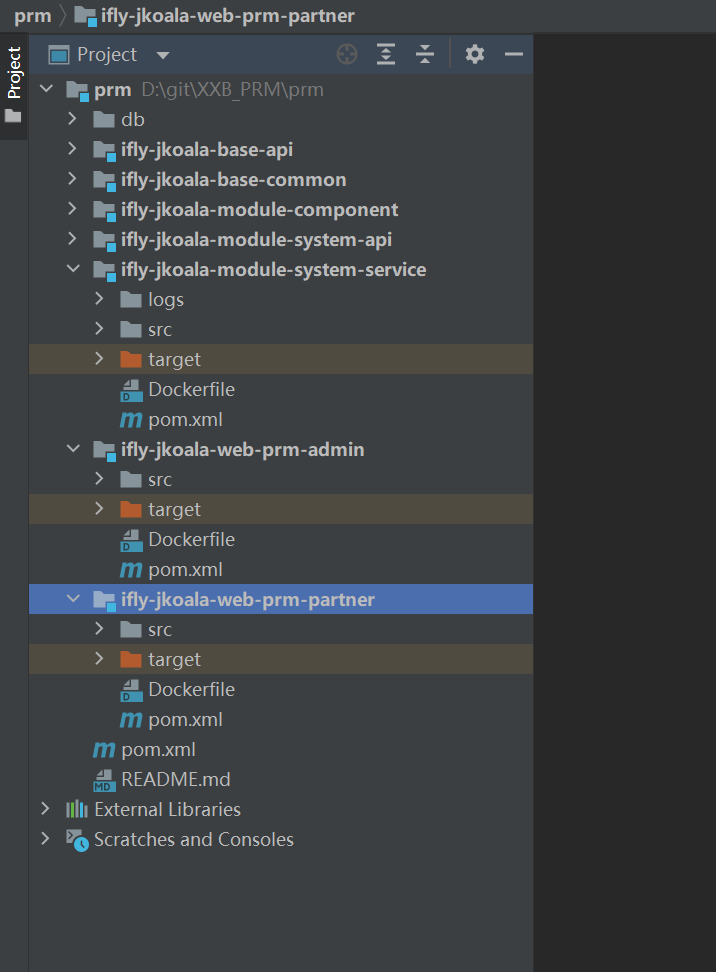 prm ifly-jkoala-web-prm-partner
Project
Project
prm D:\git\XXB_PRM\prm
db
ifly-jkoala-base-api
ifly-jkoala-base-common
ifly-jkoala-module-component
ifly-jkoala-module-system-api
ifly-jkoala-module-system-service
logs
src
target
D Dockerfile
m pom.xml
ifly-jkoala-web-prm-admin
src
target
D Dockerfile
m pom.xml
ifly-jkoala-web-prm-partner
src
target
D Dockerfile
m pom.xml
m pom.xml
MD README.md
External Libraries
Scratches and Consoles